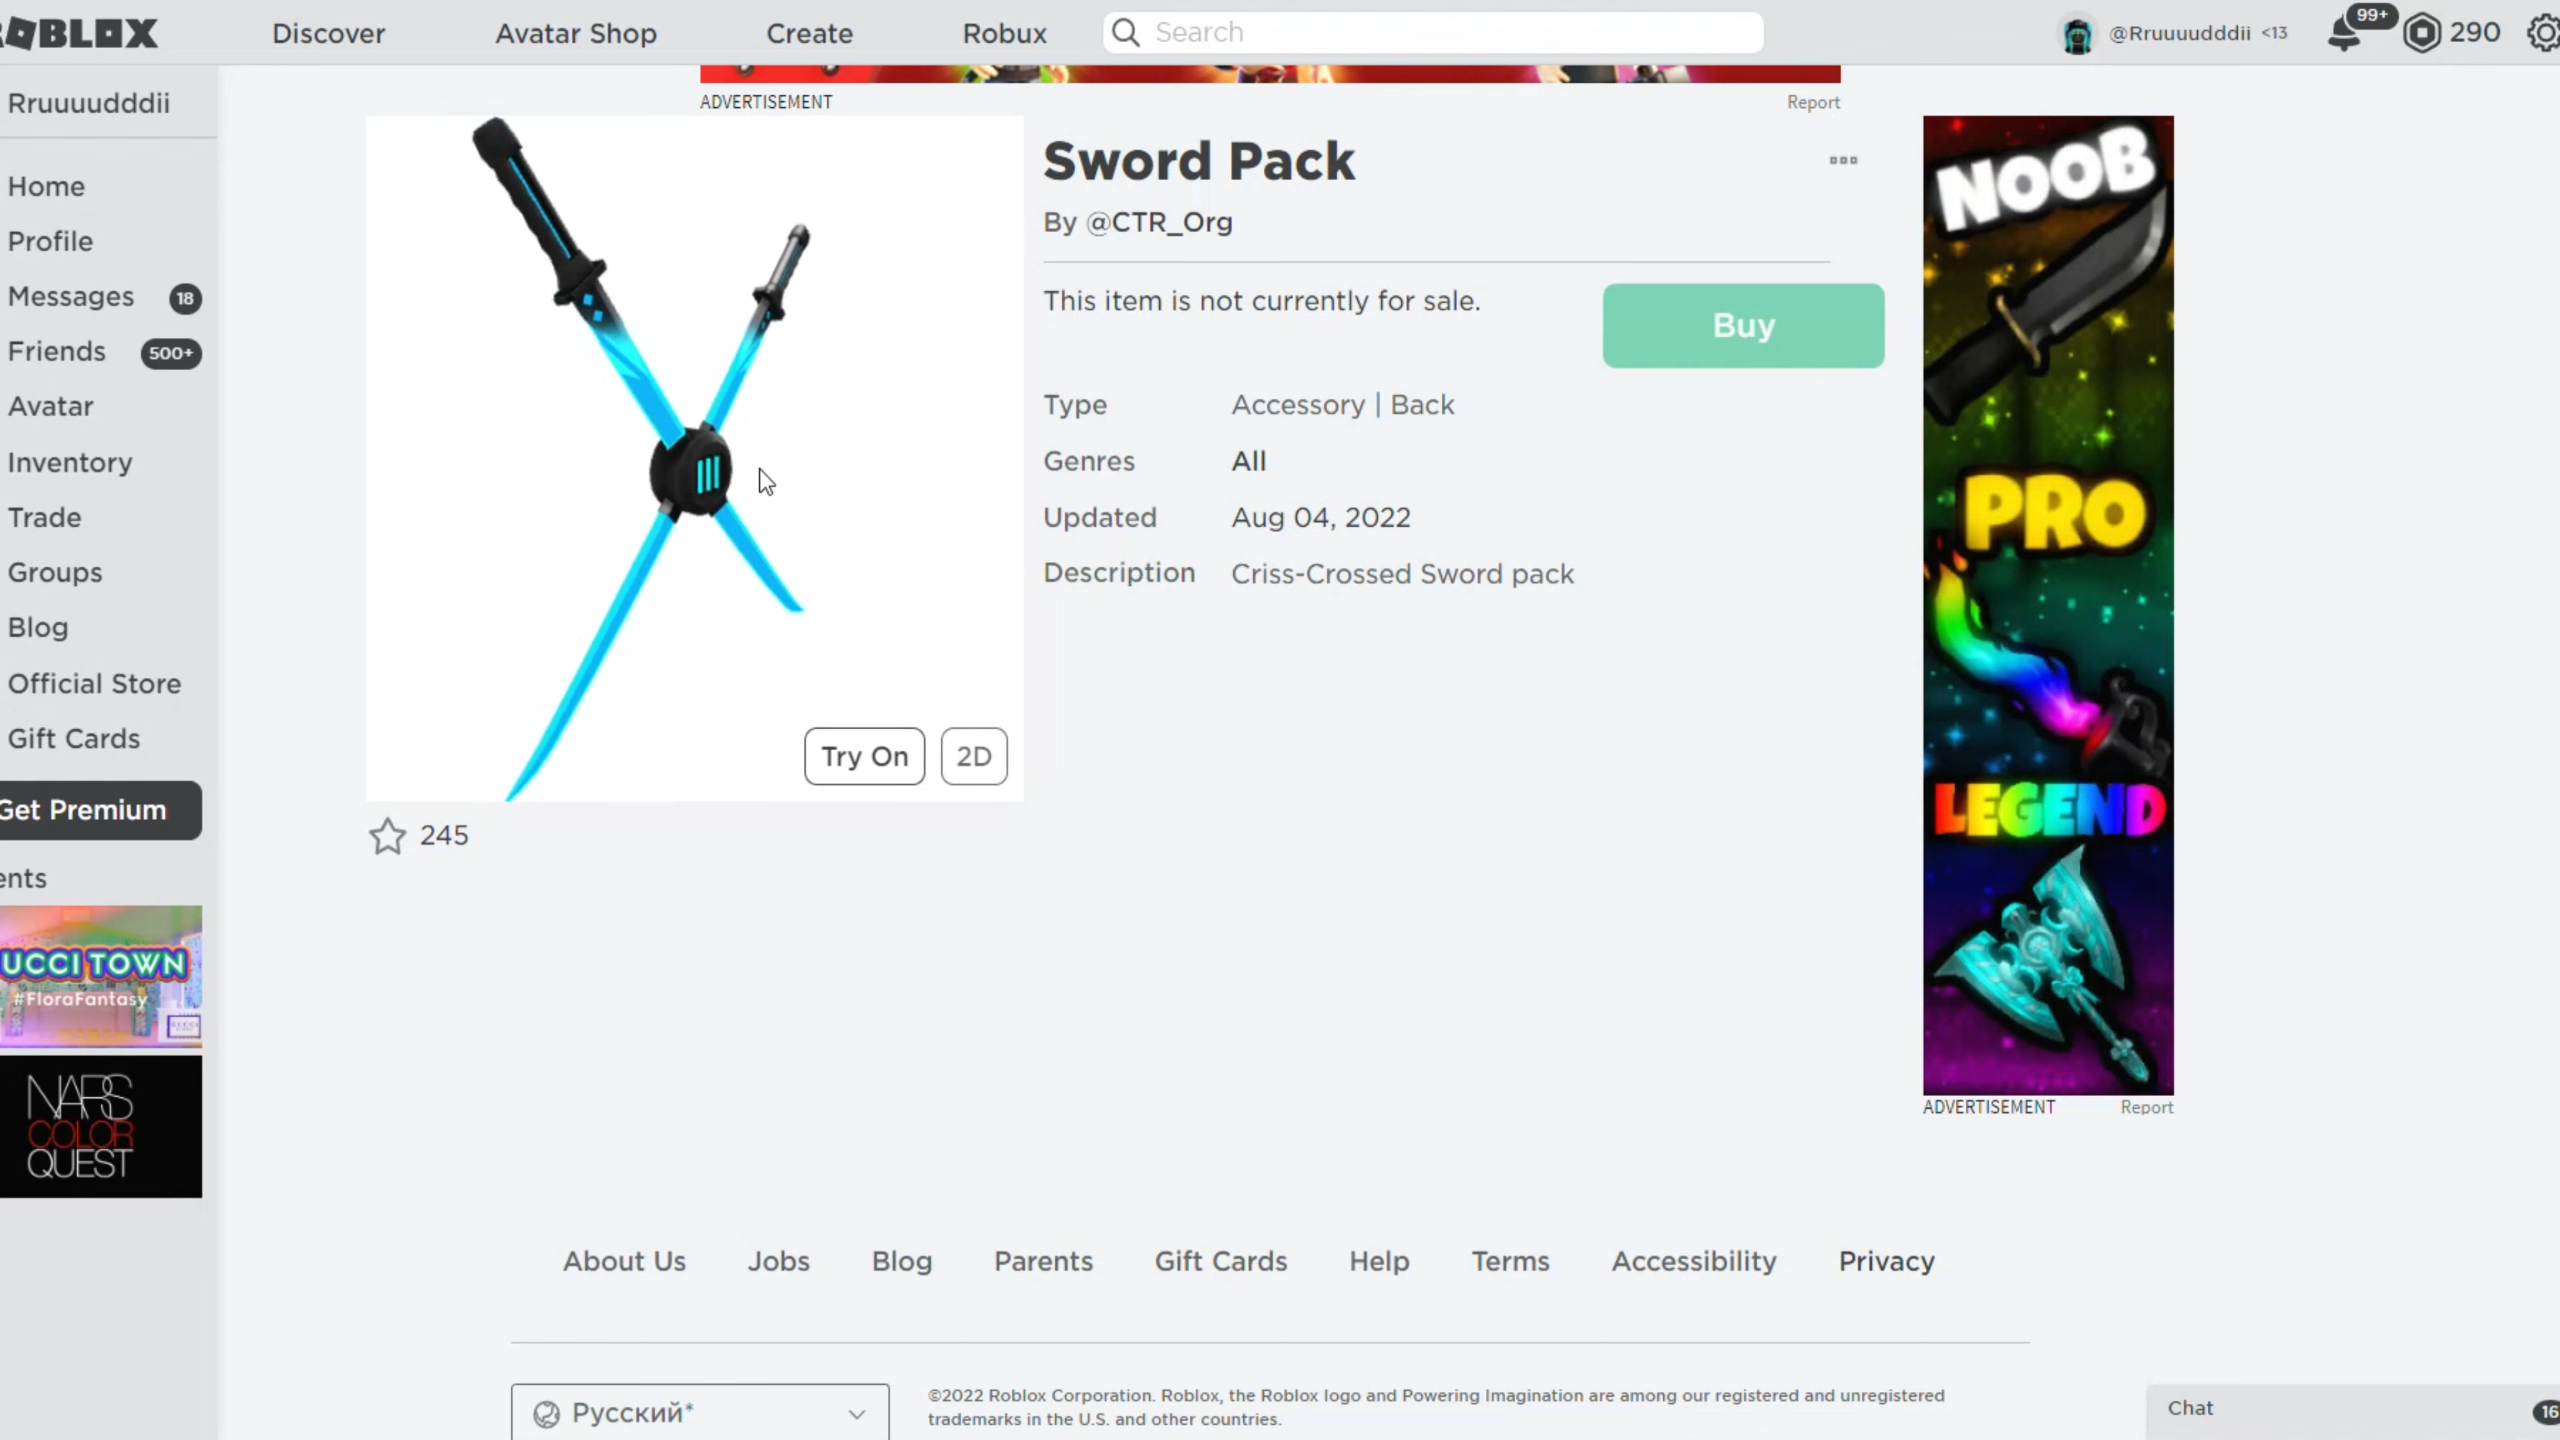 ROBLOX
Discover
Avatar Shop
Create
Robux
Search
@Rruuuudddii <13
99+
290
Rruuuudddii
Home
Profile
Messages 18
Friends 500+
Avatar
Inventory
Trade
Groups
Blog
Official Store
Gift Cards
Get Premium
ents
UCCI TOWN
#FloraFantasy
NARS
COLOR
QUEST
ADVERTISEMENT
Report
Sword Pack
By @CTR_Org
This item is not currently for sale.
Buy
Type Accessory | Back
Genres All
Updated Aug 04, 2022
Description Criss-Crossed Sword pack
Try On
2D
245
NOOB
PRO
LEGEND
ADVERTISEMENT
Report
About Us
Jobs
Blog
Parents
Gift Cards
Help
Terms
Accessibility
Privacy
Русский*
©2022 Roblox Corporation. Roblox, the Roblox logo and Powering Imagination are among our registered and unregistered
trademarks in the U.S. and other countries.
Chat
16